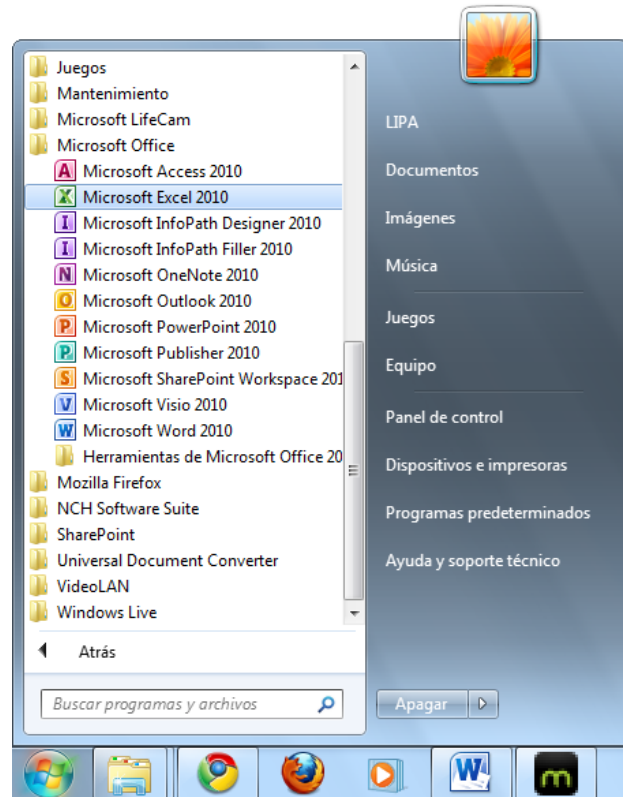 Juegos
Mantenimiento
Microsoft LifeCam
Microsoft Office
Microsoft Access 2010
Microsoft Excel 2010
Microsoft InfoPath Designer 2010
Microsoft InfoPath Filler 2010
Microsoft OneNote 2010
Microsoft Outlook 2010
Microsoft PowerPoint 2010
Microsoft Publisher 2010
Microsoft SharePoint Workspace 201
Microsoft Visio 2010
Microsoft Word 2010
Herramientas de Microsoft Office 20
Mozilla Firefox
NCH Software Suite
SharePoint
Universal Document Converter
VideoLAN
Windows Live
Atrás
Buscar programas y archivos
LIPA
Documentos
Imágenes
Música
Juegos
Equipo
Panel de control
Dispositivos e impresoras
Programas predeterminados
Ayuda y soporte técnico
Apagar